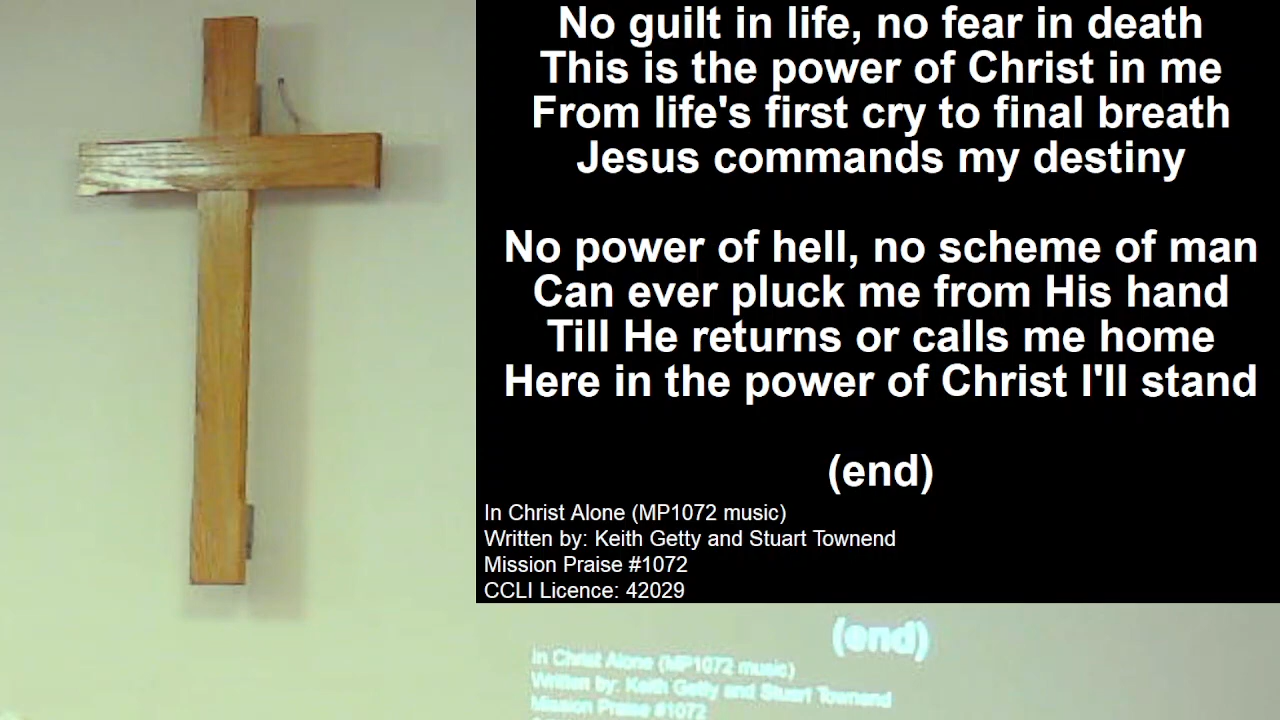 No guilt in life, no fear in death
This is the power of Christ in me
From life's first cry to final breath
Jesus commands my destiny
No power of hell, no scheme of man
Can ever pluck me from His hand
Till He returns or calls me home
Here in the power of Christ I'll stand
(end)
In Christ Alone (MP1072 music)
Written by: Keith Getty and Stuart Townend
Mission Praise #1072
CCLI Licence: 42029
(end)
In Christ Alone (MP1072 music)
Written by: Keith Getty and Stuart Townend
Mission Praise #1072